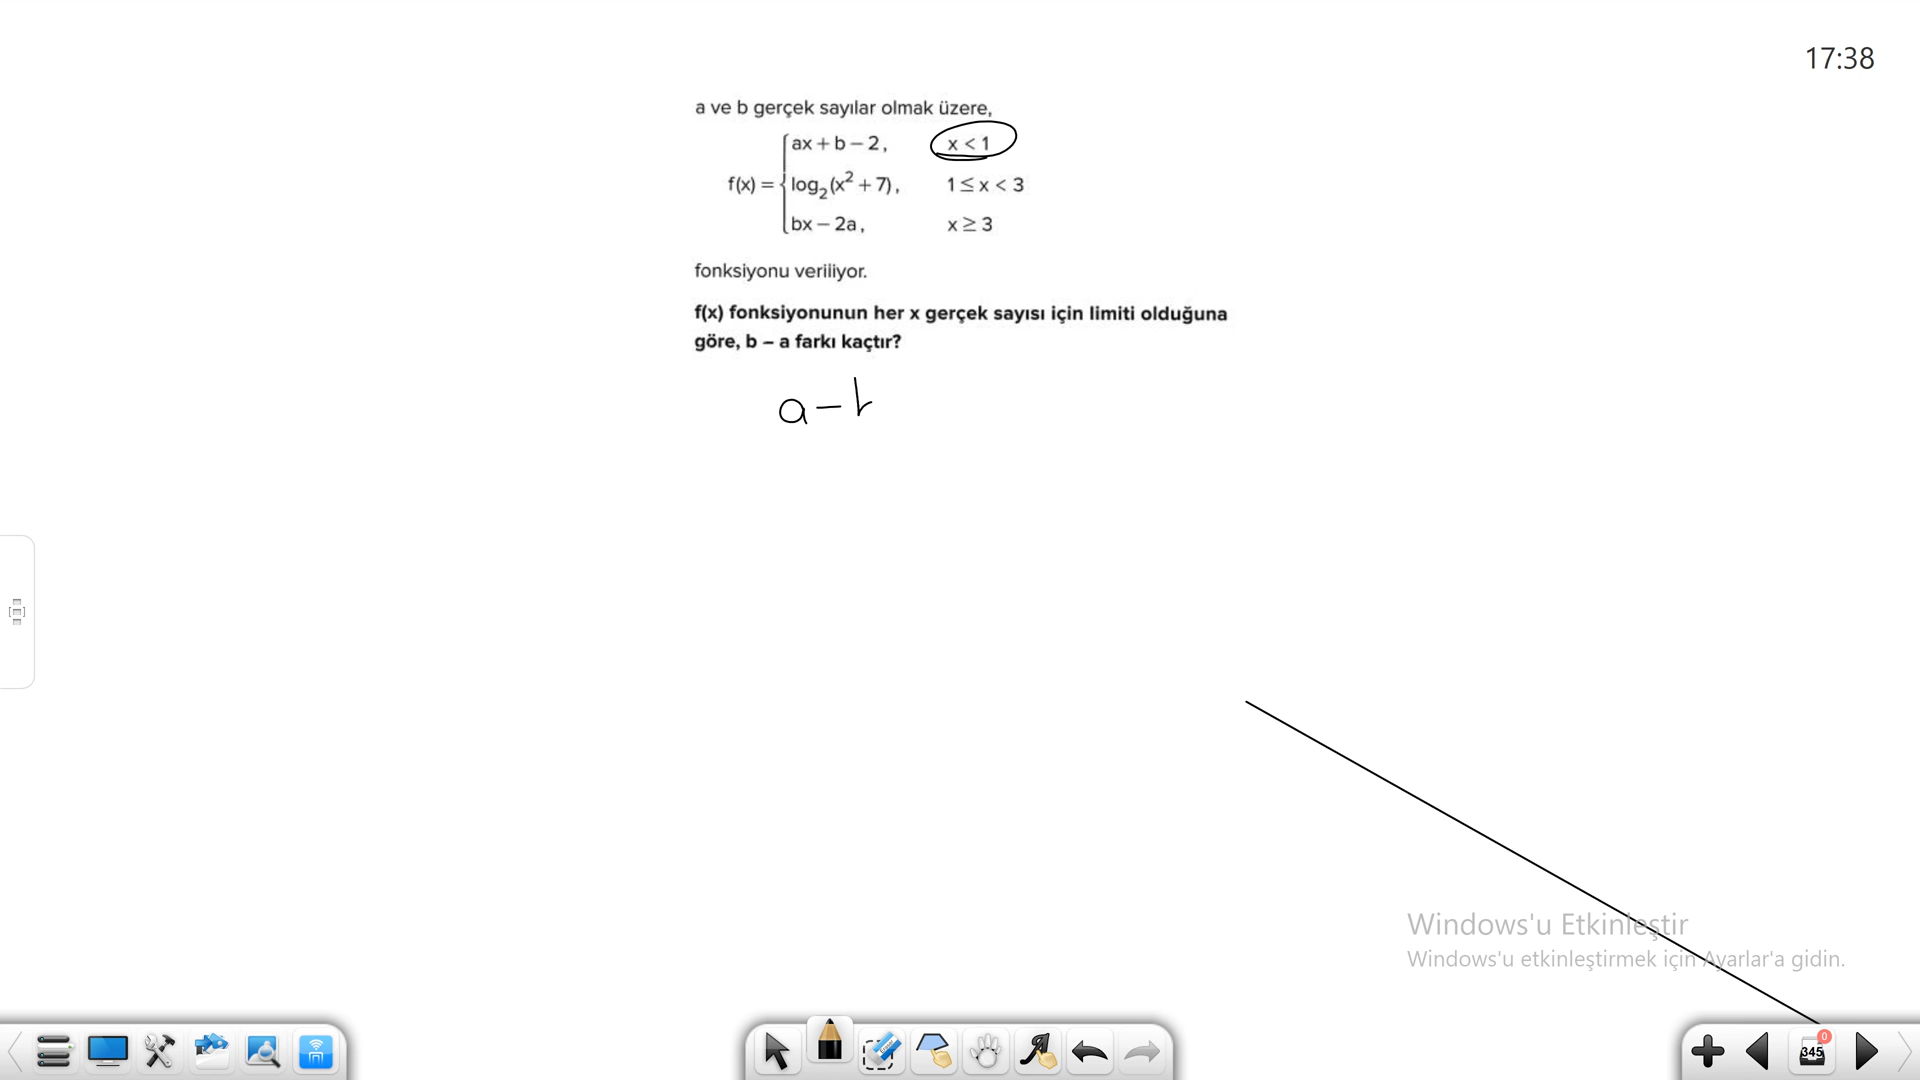 17:38
a ve b gerçek sayılar olmak üzere,
ax + b – 2, x < 1
f(x) = log₂(x² + 7), 1 ≤ x < 3
bx – 2a, x ≥ 3
fonksiyonu veriliyor.
f(x) fonksiyonunun her x gerçek sayısı için limiti olduğuna
göre, b – a farkı kaçtır?
a –
Windows'u Etkinleştir
Windows'u etkinleştirmek için Ayarlar'a gidin.
0
345